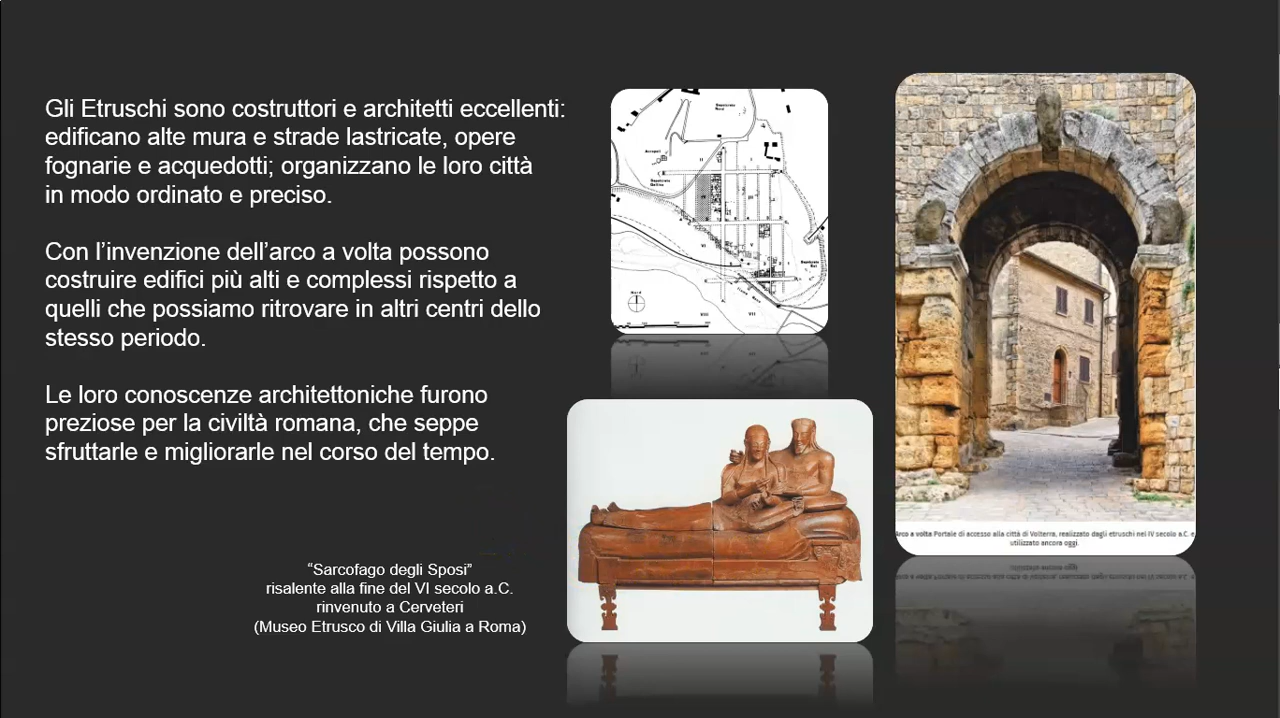 Gli Etruschi sono costruttori e architetti eccellenti:
edificano alte mura e strade lastricate, opere
fognarie e acquedotti; organizzano le loro città
in modo ordinato e preciso.
Con l’invenzione dell’arco a volta possono
costruire edifici più alti e complessi rispetto a
quelli che possiamo ritrovare in altri centri dello
stesso periodo.
Le loro conoscenze architettoniche furono
preziose per la civiltà romana, che seppe
sfruttarle e migliorarle nel corso del tempo.
“Sarcofago degli Sposi”
risalente alla fine del VI secolo a.C.
rinvenuto a Cerveteri
(Museo Etrusco di Villa Giulia a Roma)
Acropoli
Nord
VI
V
VIII
VII
Arco a volta Portale di accesso alla città di Volterra, realizzato dagli etruschi nel IV secolo a.C. e
utilizzato ancora oggi.